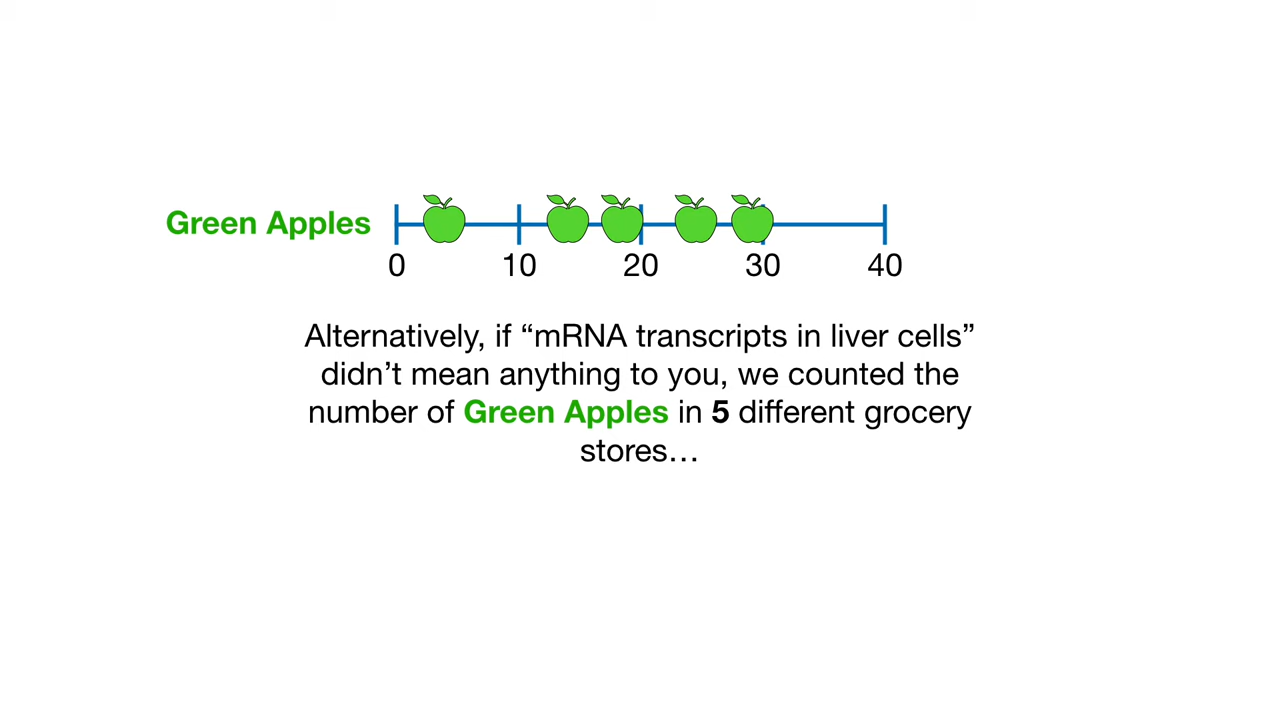 Green Apples
0 10 20 30 40
Alternatively, if “mRNA transcripts in liver cells”
didn’t mean anything to you, we counted the
number of Green Apples in 5 different grocery
stores…